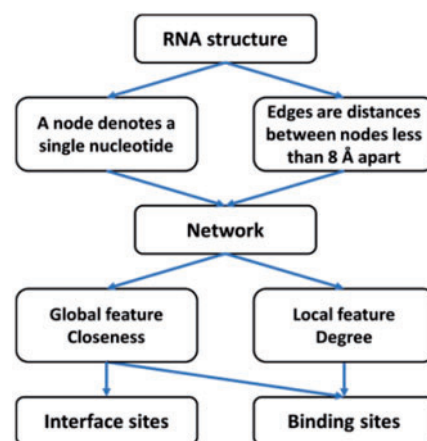 RNA structure
A node denotes a
single nucleotide
Edges are distances
between nodes less
than 8 Å apart
Network
Global feature
Closeness
Local feature
Degree
Interface sites
Binding sites